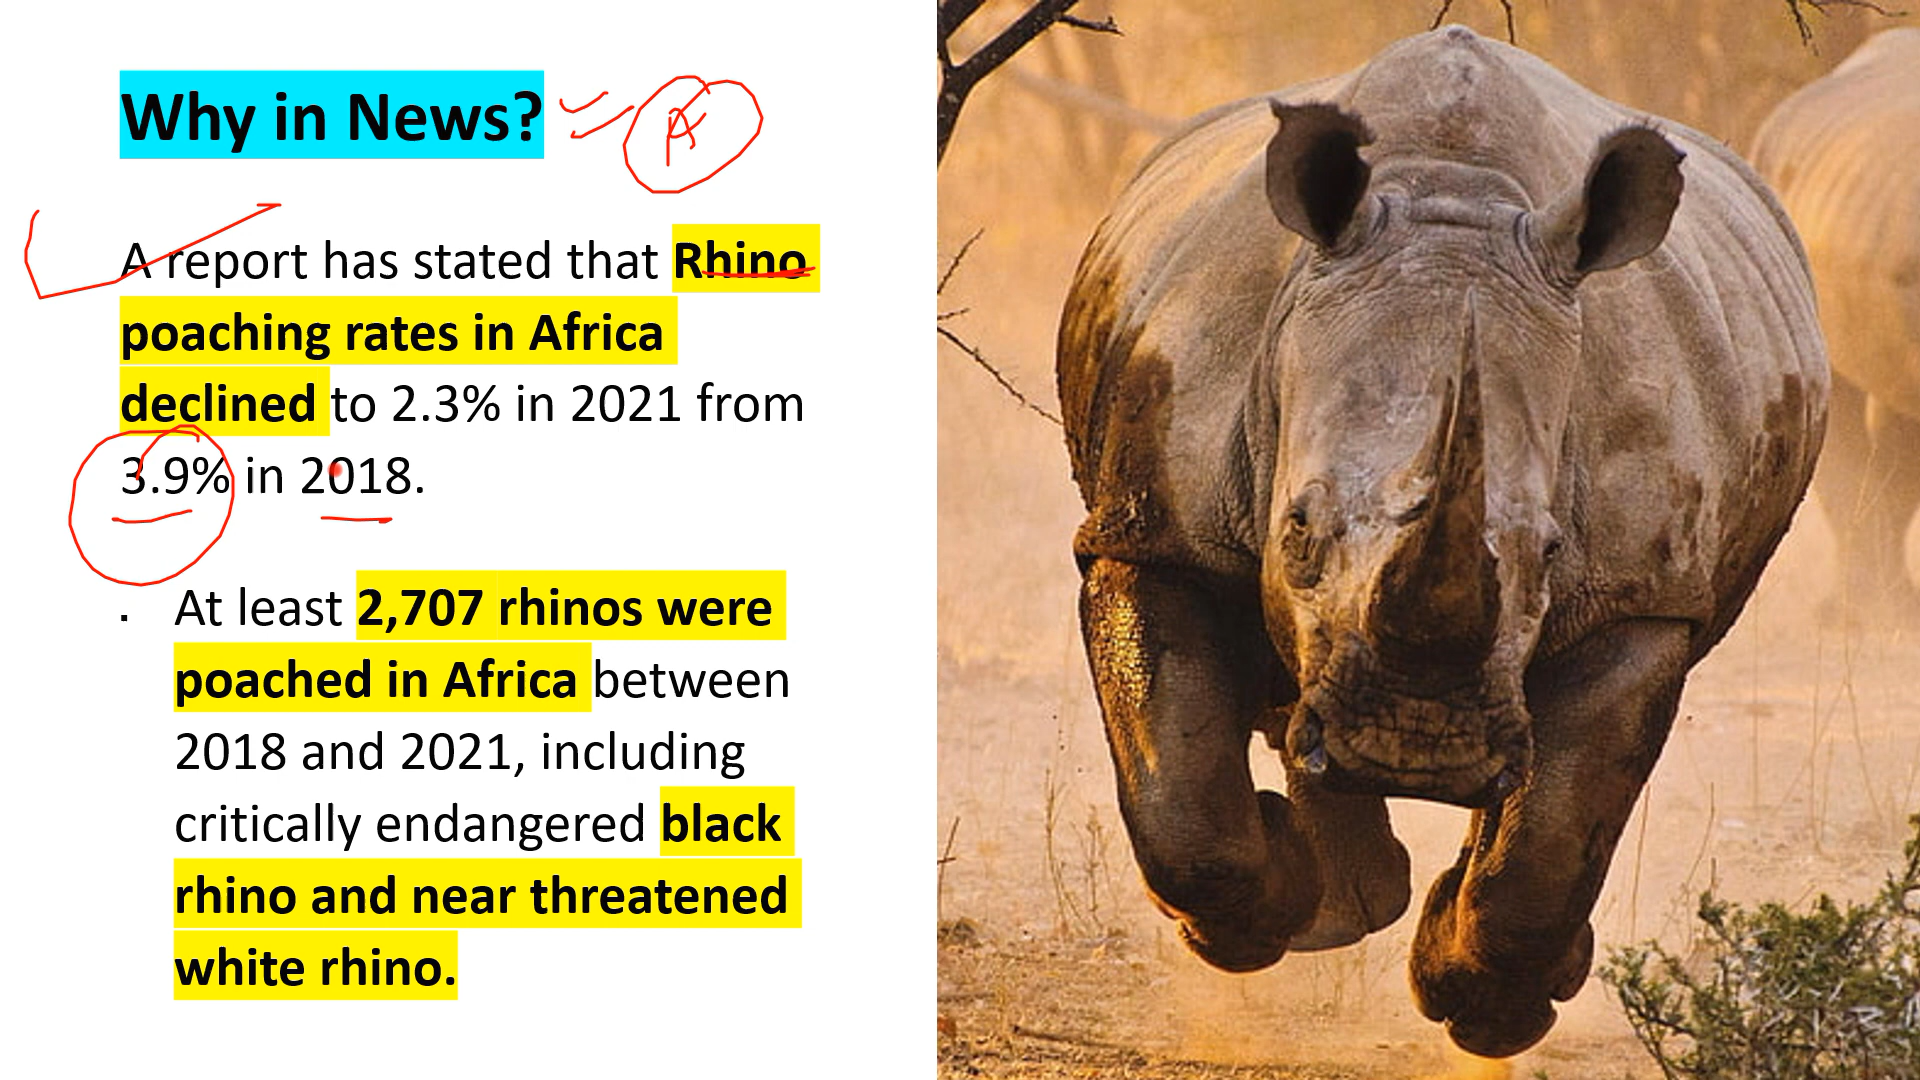 Why in News? A
A report has stated that Rhino
poaching rates in Africa
declined to 2.3% in 2021 from
3.9% in 2018.
. At least 2,707 rhinos were
poached in Africa between
2018 and 2021, including
critically endangered black
rhino and near threatened
white rhino.